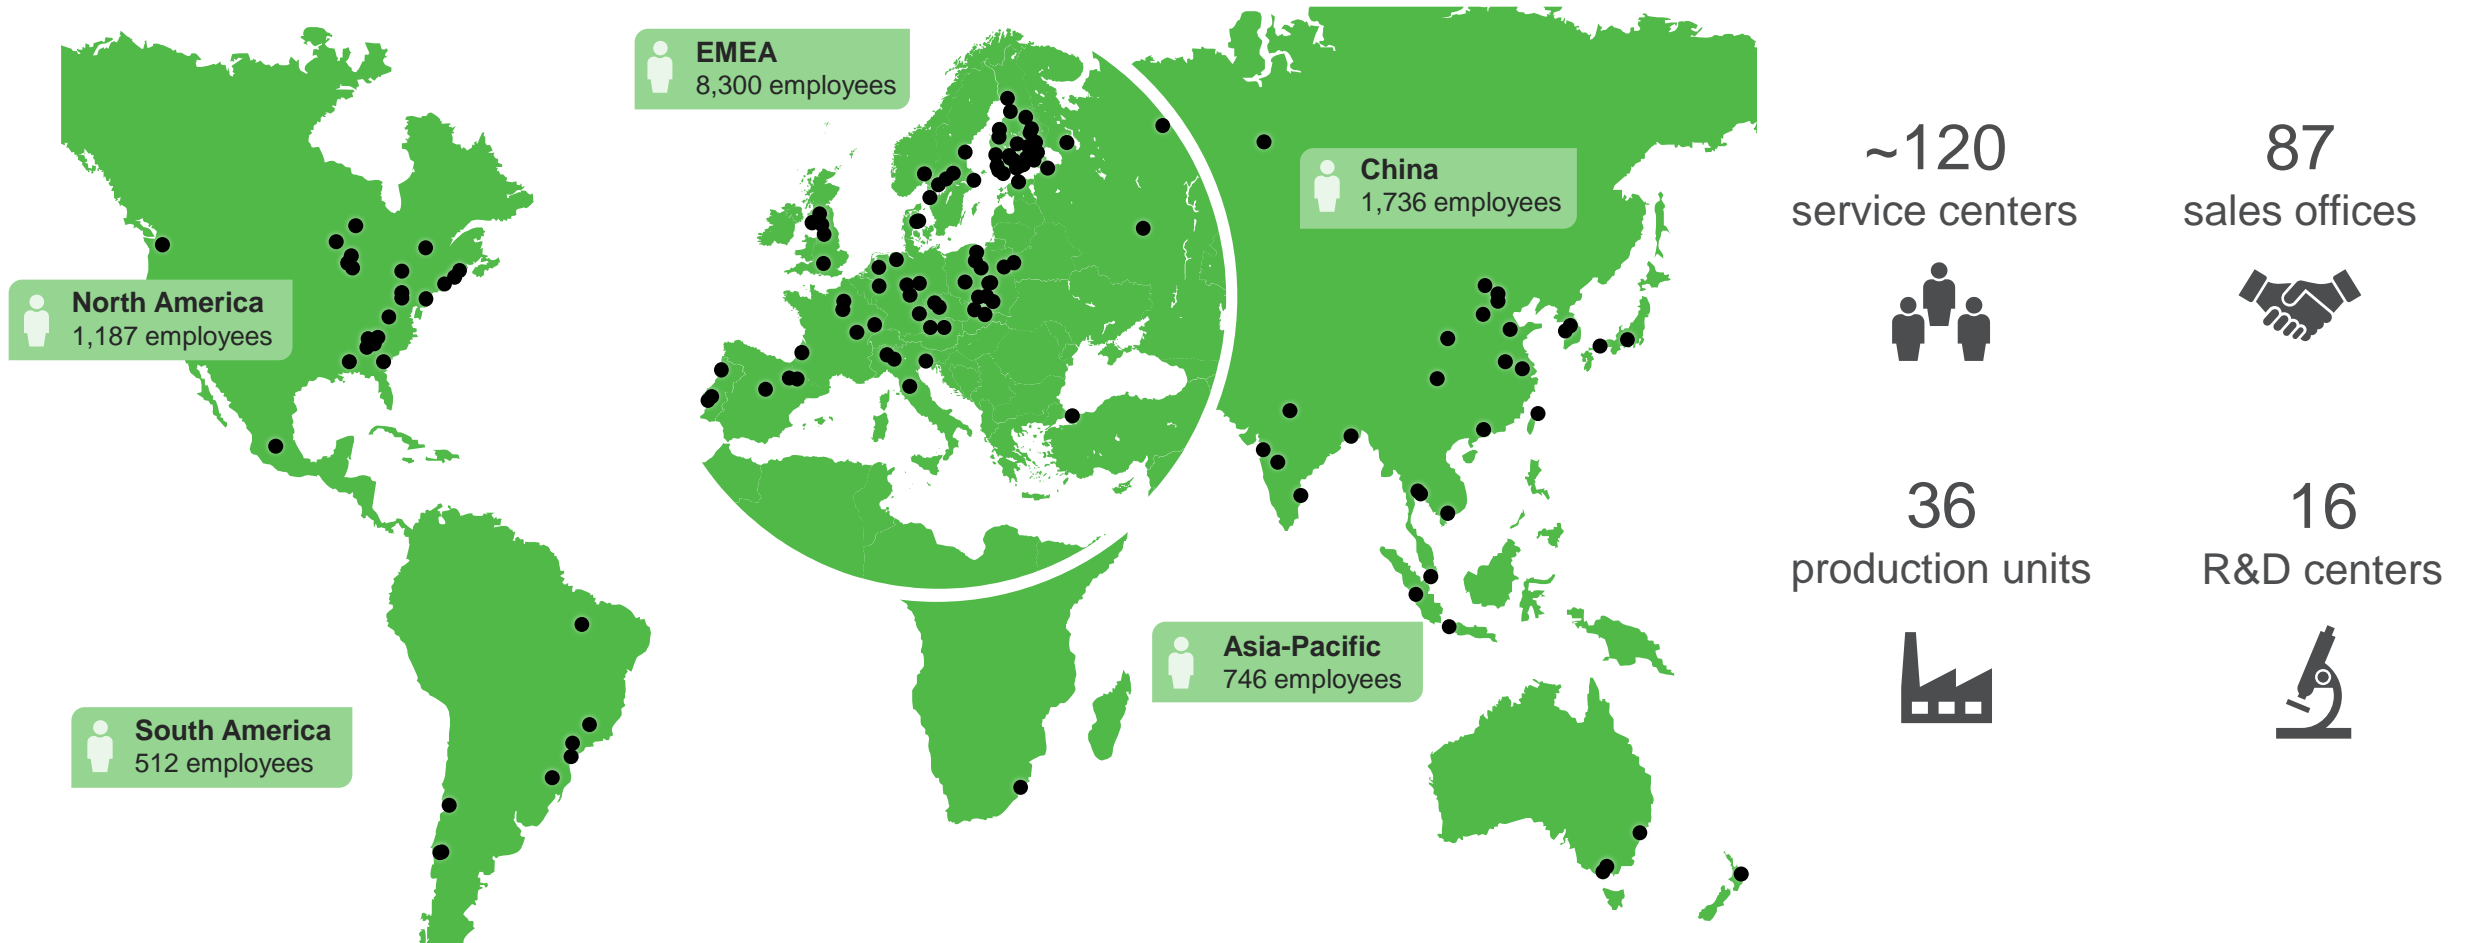 EMEA
8,300 employees
China
1,736 employees
North America
1,187 employees
Asia-Pacific
746 employees
South America
512 employees
~120
service centers
87
sales offices
36
production units
16
R&D centers